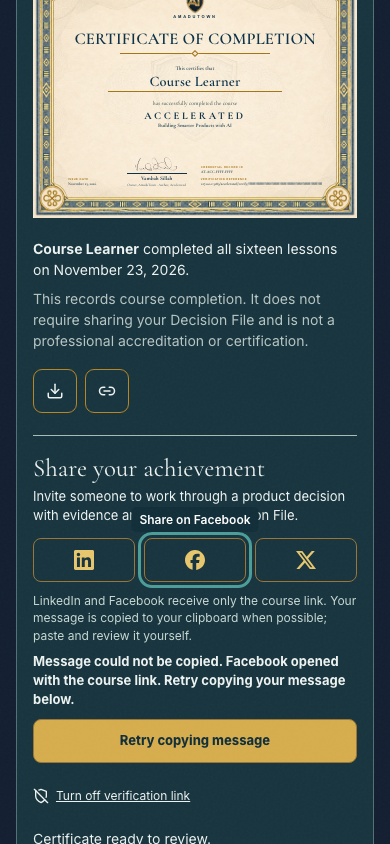 AMADUTOWN
CERTIFICATE OF COMPLETION
This certifies that
Course Learner
has successfully completed the course
ACCELERATED
Building Smarter Products with AI
Course Learner completed all sixteen lessons
on November 23, 2026.
This records course completion. It does not
require sharing your Decision File and is not a
professional accreditation or certification.
Share your achievement
Invite someone to work through a product decision
with evidence
on File.
Share on Facebook
LinkedIn and Facebook receive only the course link. Your
message is copied to your clipboard when possible;
paste and review it yourself.
Message could not be copied. Facebook opened
with the course link. Retry copying your message
below.
Retry copying message
Turn off verification link
Certificate ready to review.